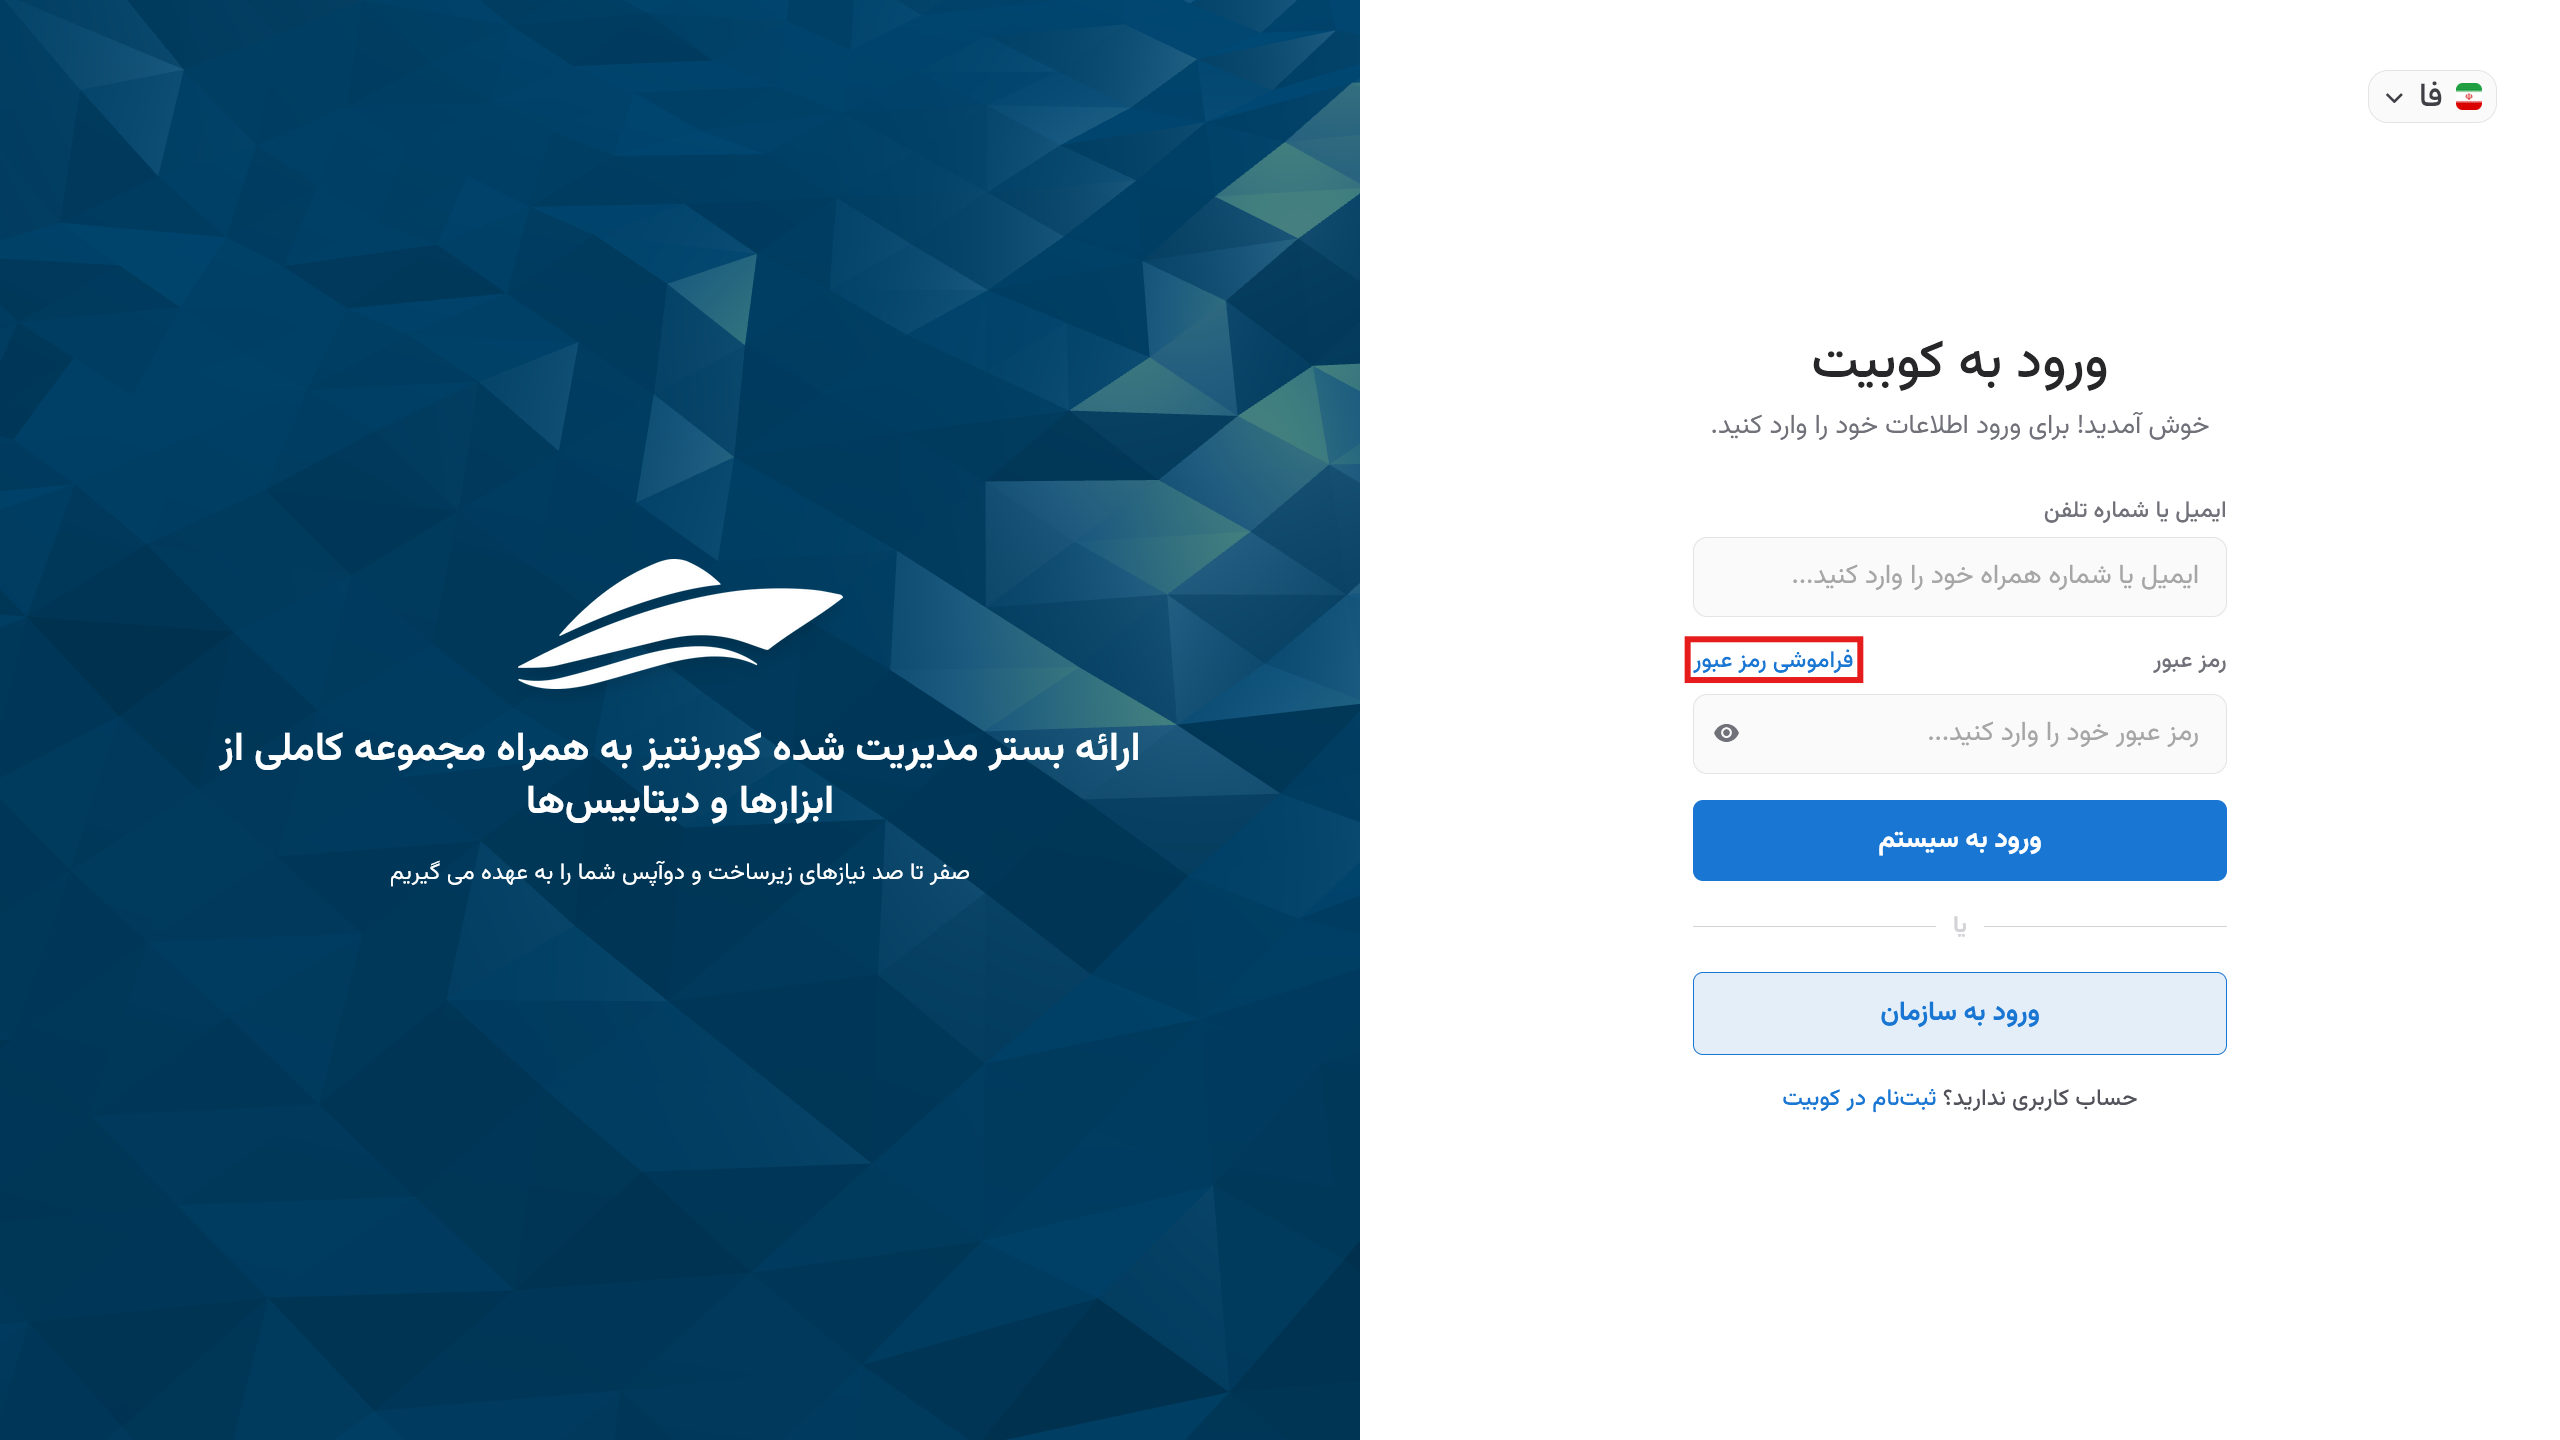 فا
ورود به کوبیت
خوش آمدید! برای ورود اطلاعات خود را وارد کنید.
ایمیل یا شماره تلفن
ایمیل یا شماره همراه خود را وارد کنید...
رمز عبور
فراموشی رمز عبور
رمز عبور خود را وارد کنید...
ورود به سیستم
یا
ورود به سازمان
حساب کاربری ندارید؟ ثبت‌نام در کوبیت
ارائه بستر مدیریت شده کوبرنتیز به همراه مجموعه کاملی از
ابزارها و دیتابیس‌ها
صفر تا صد نیازهای زیرساخت و دوآپس شما را به عهده می گیریم